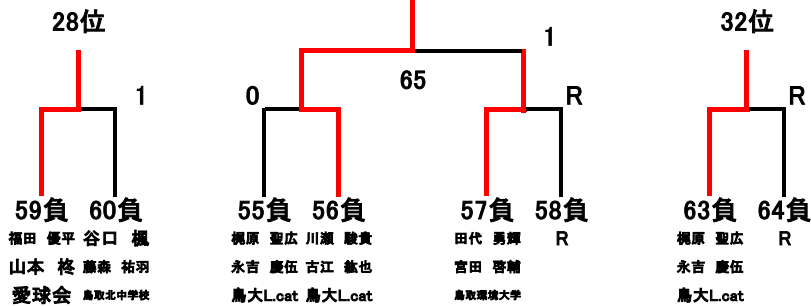 28位 32位
1
65
1 0 R R
59負 60負 55負 56負 57負 58負 63負 64負
福田 優平 谷口 楓 梶原 聖広 川瀬 駿貴 田代 勇輝 R 梶原 聖広 R
山本 柊 藤森 祐羽 永吉 慶伍 古江 紘也 宮田 啓輔 永吉 慶伍
愛球会 鳥取北中学校 鳥大L.cat 鳥大L.cat 鳥取環境大学 鳥大L.cat